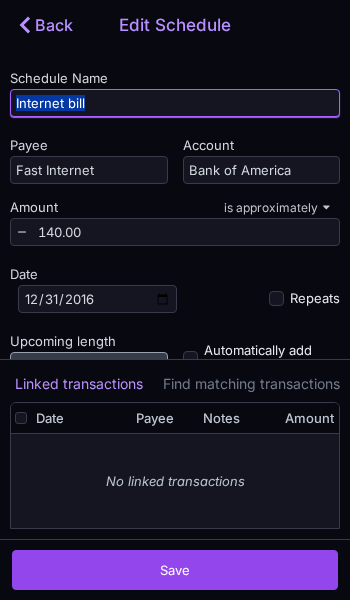 Back
Edit Schedule
Schedule Name
Internet bill
Payee
Account
Fast Internet
Bank of America
Amount
is approximately
− 140.00
Date
12/31/2016
Repeats
Upcoming length
Automatically add
Linked transactions
Find matching transactions
Date Payee Notes Amount
No linked transactions
Save